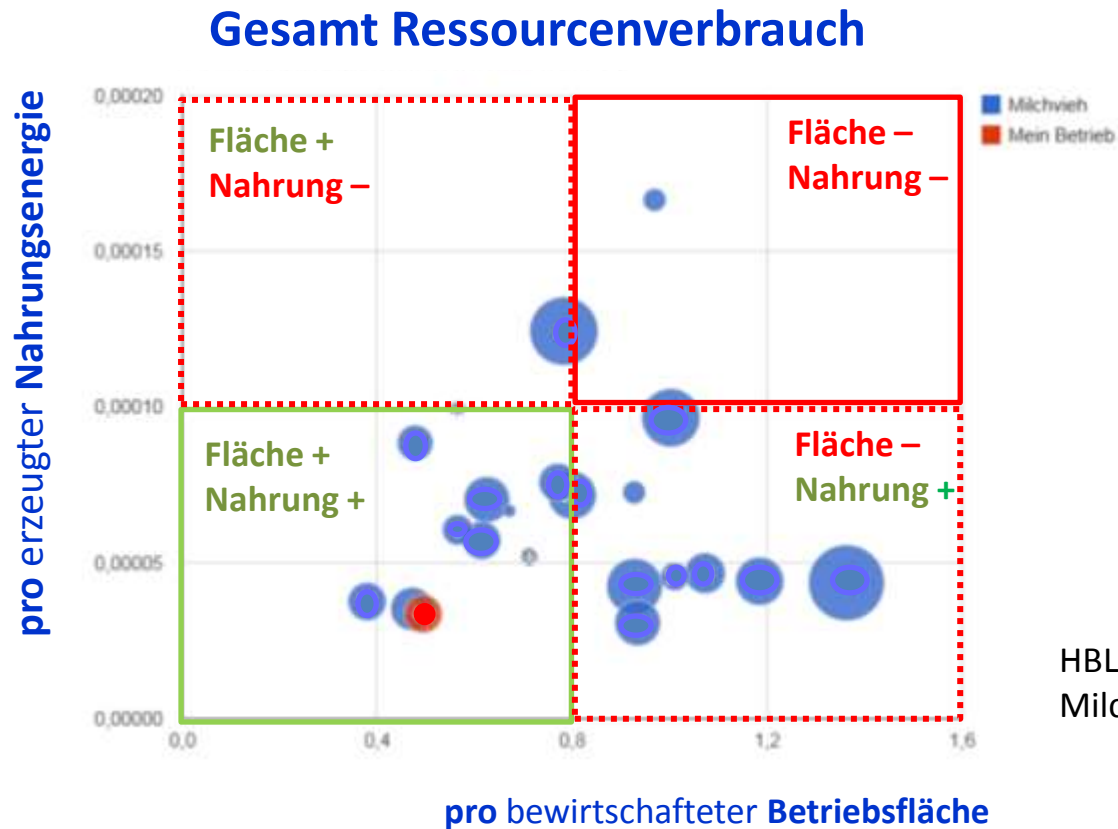 Gesamt Ressourcenverbrauch
pro erzeugter Nahrungsenergie
0,00020
0,00015
0,00010
0,00005
0,00000
Fläche +
Nahrung –
Fläche –
Nahrung –
Fläche +
Nahrung +
Fläche –
Nahrung +
Milchvieh
Mein Betrieb
HBL
Milc
0,0
0,4
0,8
1,2
1,6
pro bewirtschafteter Betriebsfläche